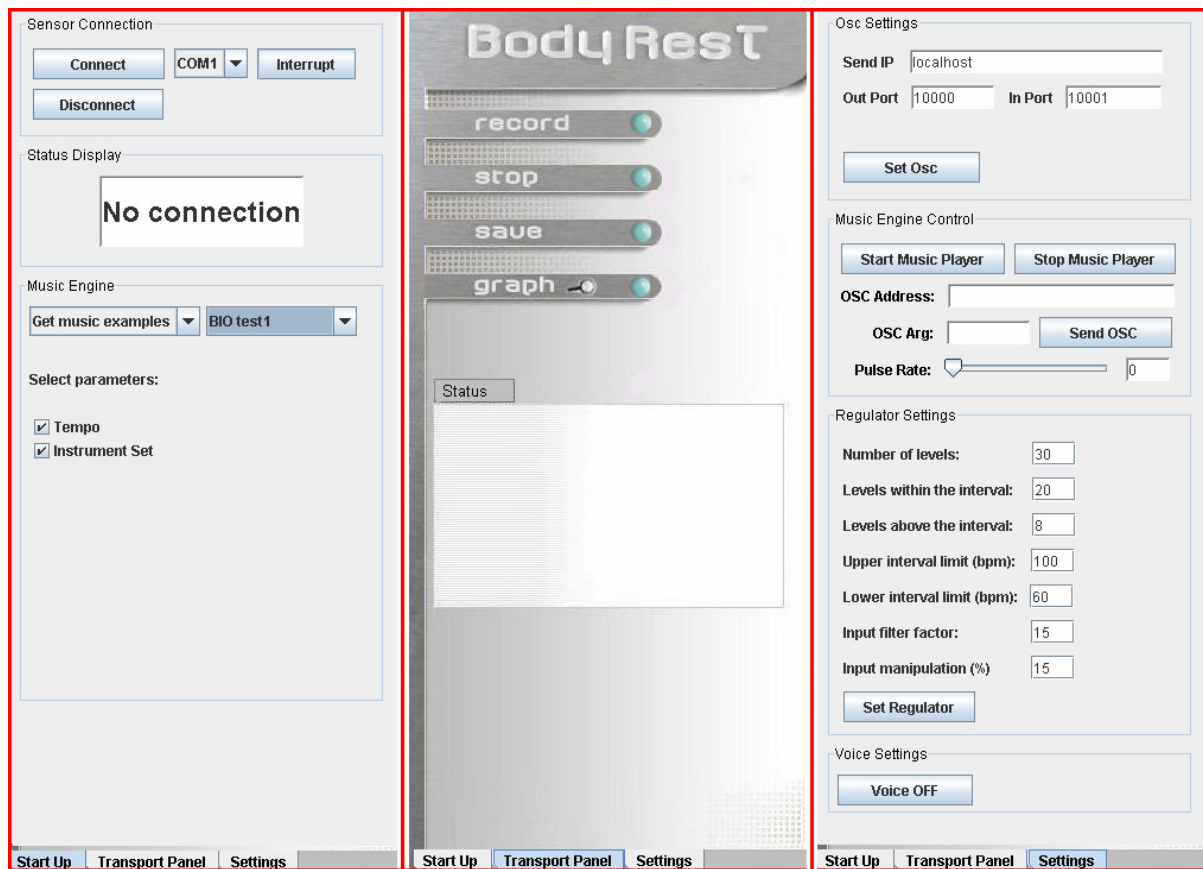 Sensor Connection
Connect COM1 Interrupt
Disconnect
Status Display
No connection
Music Engine
Get music examples BIO test1
Select parameters:
Tempo
Instrument Set
Start Up Transport Panel Settings
Body Rest
record
stop
save
graph
Status
Start Up Transport Panel Settings
Osc Settings
Send IP localhost
Out Port 10000 In Port 10001
Set Osc
Music Engine Control
Start Music Player Stop Music Player
OSC Address:
OSC Arg: Send OSC
Pulse Rate: 0
Regulator Settings
Number of levels: 30
Levels within the interval: 20
Levels above the interval: 8
Upper interval limit (bpm): 100
Lower interval limit (bpm): 60
Input filter factor: 15
Input manipulation (%) 15
Set Regulator
Voice Settings
Voice OFF
Start Up Transport Panel Settings